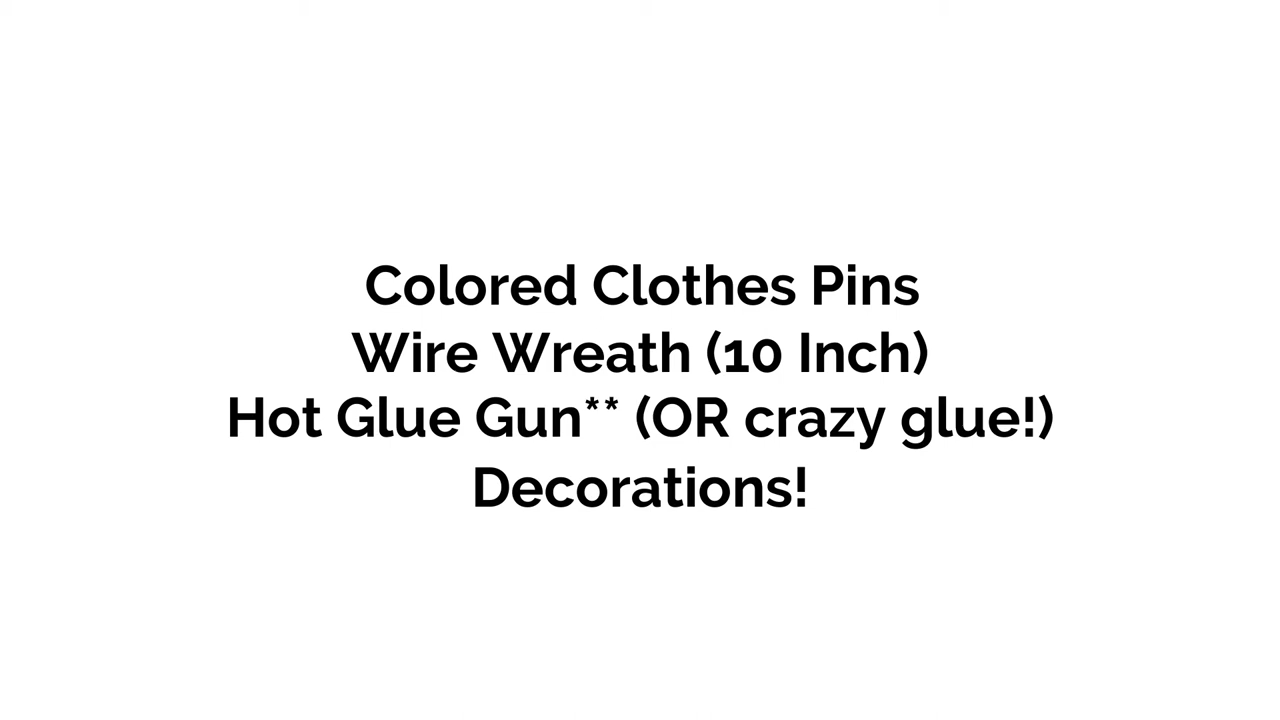 Colored Clothes Pins
Wire Wreath (10 Inch)
Hot Glue Gun** (OR crazy glue!)
Decorations!